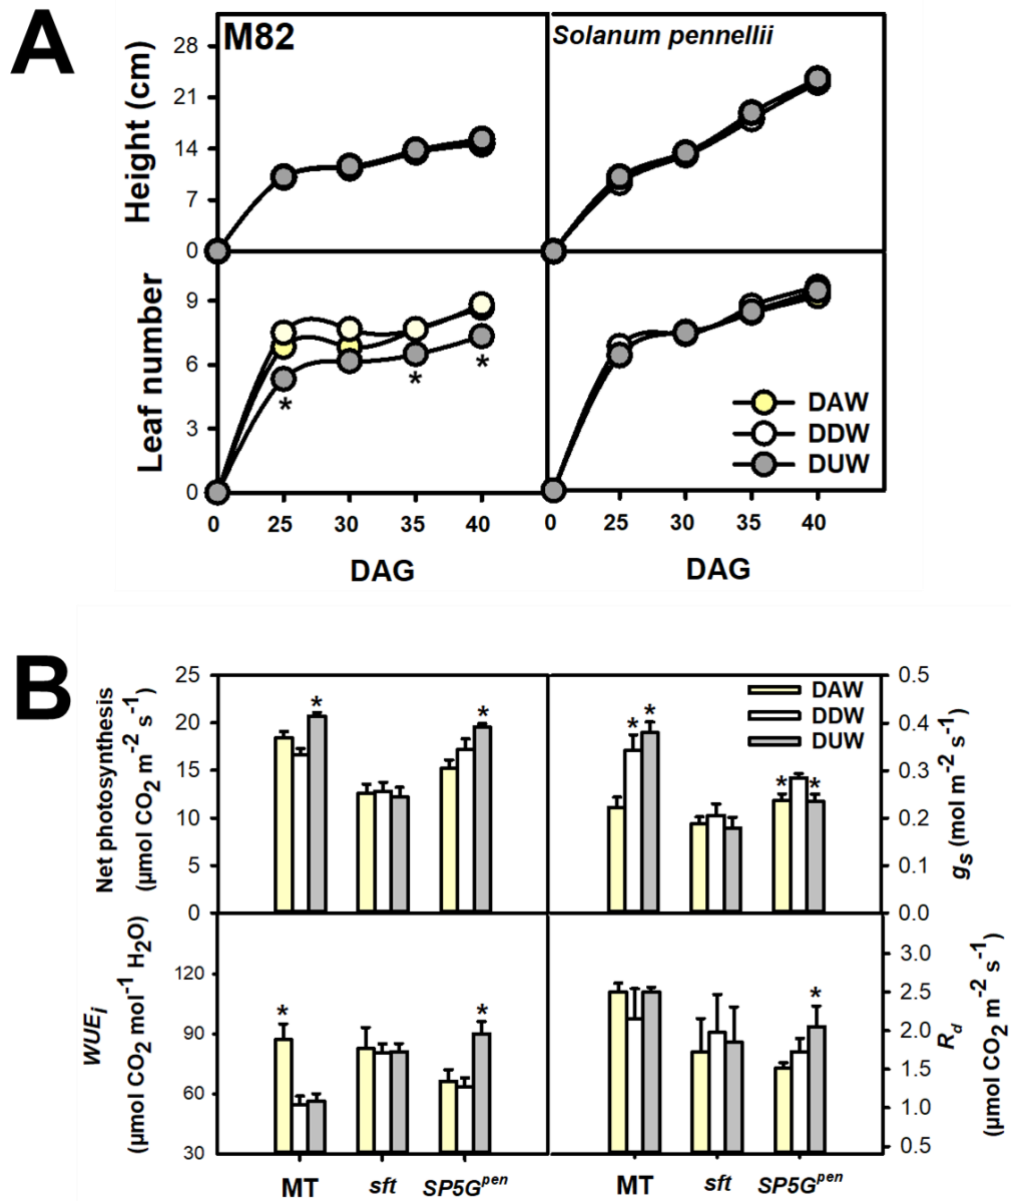 A
M82
Solanum pennellii
Height (cm)
28
21
14
7
0
Leaf number
9
6
3
0
*
*
*
DAW
DDW
DUW
0 25 30 35 40
0 25 30 35 40
DAG
DAG
B
Net photosynthesis
(µmol CO₂ m⁻² s⁻¹)
25
20
15
10
5
0
*
*
DAW
DDW
DUW
* *
* *
0.5
0.4
0.3
0.2
0.1
0.0
gs (mol m⁻² s⁻¹)
WUEi
(µmol CO₂ mol⁻¹ H₂O)
120
90
60
30
*
*
*
3.0
2.5
2.0
1.5
1.0
0.5
Rd
(µmol CO₂ m⁻² s⁻¹)
MT sft SP5Gᵖᵉⁿ
MT sft SP5Gᵖᵉⁿ